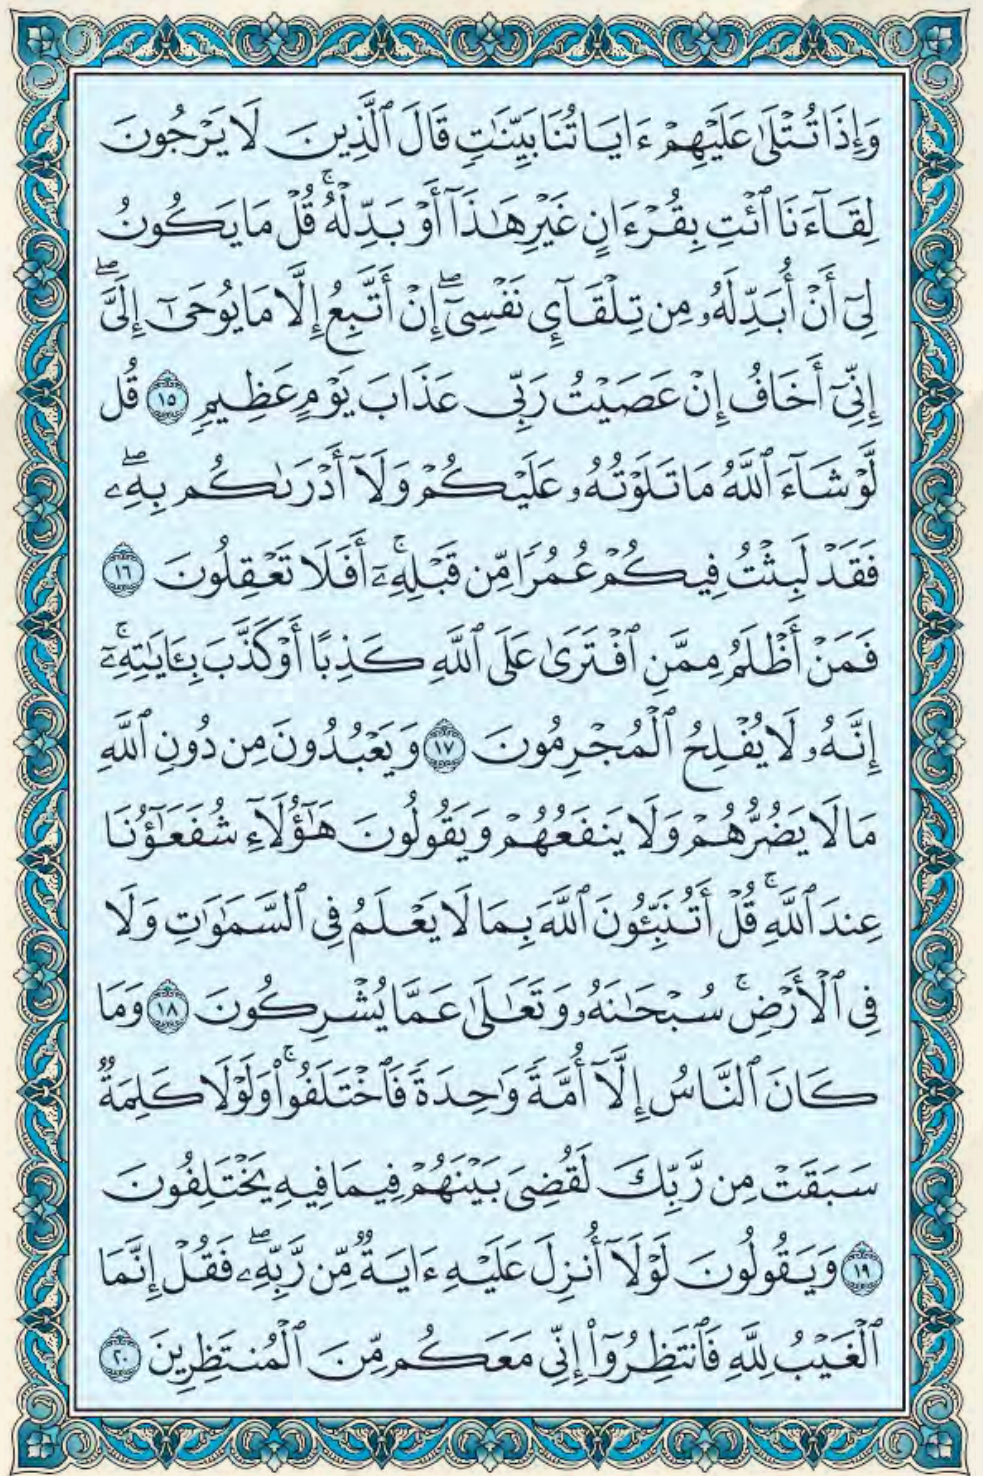 وَإِذَا تُتْلَىٰ عَلَيْهِمْ ءَايَاتُنَا بَيِّنَٰتٍ قَالَ ٱلَّذِينَ لَا يَرْجُونَ
لِقَآءَنَا ٱئْتِ بِقُرْءَانٍ غَيْرِ هَٰذَآ أَوْ بَدِّلْهُ ۚ قُلْ مَا يَكُونُ
لِىٓ أَنْ أُبَدِّلَهُۥ مِن تِلْقَآئِ نَفْسِىٓ ۖ إِنْ أَتَّبِعُ إِلَّا مَا يُوحَىٰٓ إِلَىَّ ۖ
إِنِّىٓ أَخَافُ إِنْ عَصَيْتُ رَبِّى عَذَابَ يَوْمٍ عَظِيمٍ ١٥ قُل
لَّوْ شَآءَ ٱللَّهُ مَا تَلَوْتُهُۥ عَلَيْكُمْ وَلَآ أَدْرَىٰكُم بِهِۦ ۖ
فَقَدْ لَبِثْتُ فِيكُمْ عُمُرًا مِّن قَبْلِهِۦٓ ۚ أَفَلَا تَعْقِلُونَ ١٦
فَمَنْ أَظْلَمُ مِمَّنِ ٱفْتَرَىٰ عَلَى ٱللَّهِ كَذِبًا أَوْ كَذَّبَ بِـَٔايَٰتِهِۦٓ ۚ
إِنَّهُۥ لَا يُفْلِحُ ٱلْمُجْرِمُونَ ١٧ وَيَعْبُدُونَ مِن دُونِ ٱللَّهِ
مَا لَا يَضُرُّهُمْ وَلَا يَنفَعُهُمْ وَيَقُولُونَ هَٰٓؤُلَآءِ شُفَعَٰٓؤُنَا
عِندَ ٱللَّهِ ۚ قُلْ أَتُنَبِّـُٔونَ ٱللَّهَ بِمَا لَا يَعْلَمُ فِى ٱلسَّمَٰوَٰتِ وَلَا
فِى ٱلْأَرْضِ ۚ سُبْحَٰنَهُۥ وَتَعَٰلَىٰ عَمَّا يُشْرِكُونَ ١٨ وَمَا
كَانَ ٱلنَّاسُ إِلَّآ أُمَّةً وَٰحِدَةً فَٱخْتَلَفُوا۟ ۚ وَلَوْلَا كَلِمَةٌ
سَبَقَتْ مِن رَّبِّكَ لَقُضِىَ بَيْنَهُمْ فِيمَا فِيهِ يَخْتَلِفُونَ
١٩ وَيَقُولُونَ لَوْلَآ أُنزِلَ عَلَيْهِ ءَايَةٌ مِّن رَّبِّهِۦ ۖ فَقُلْ إِنَّمَا
ٱلْغَيْبُ لِلَّهِ فَٱنتَظِرُوٓا۟ إِنِّى مَعَكُم مِّنَ ٱلْمُنتَظِرِينَ ٢٠